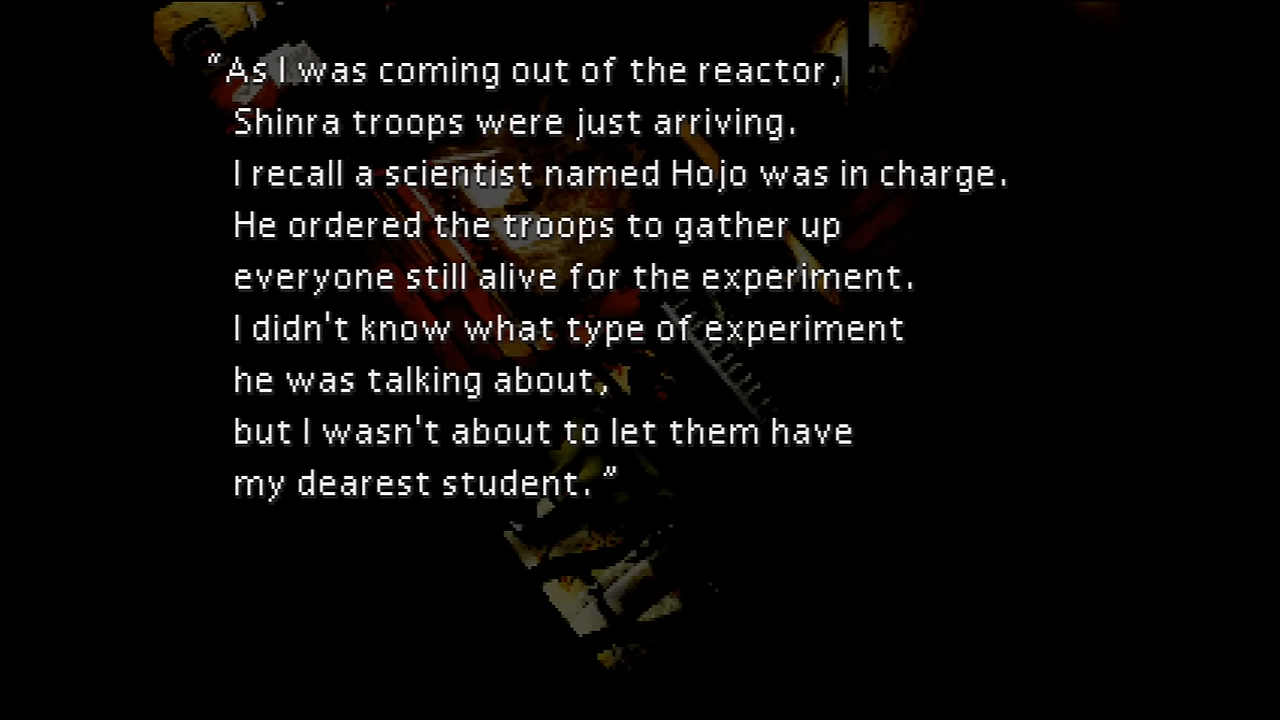 “As I was coming out of the reactor,
Shinra troops were just arriving.
I recall a scientist named Hojo was in charge.
He ordered the troops to gather up
everyone still alive for the experiment.
I didn't know what type of experiment
he was talking about,
but I wasn't about to let them have
my dearest student. ”